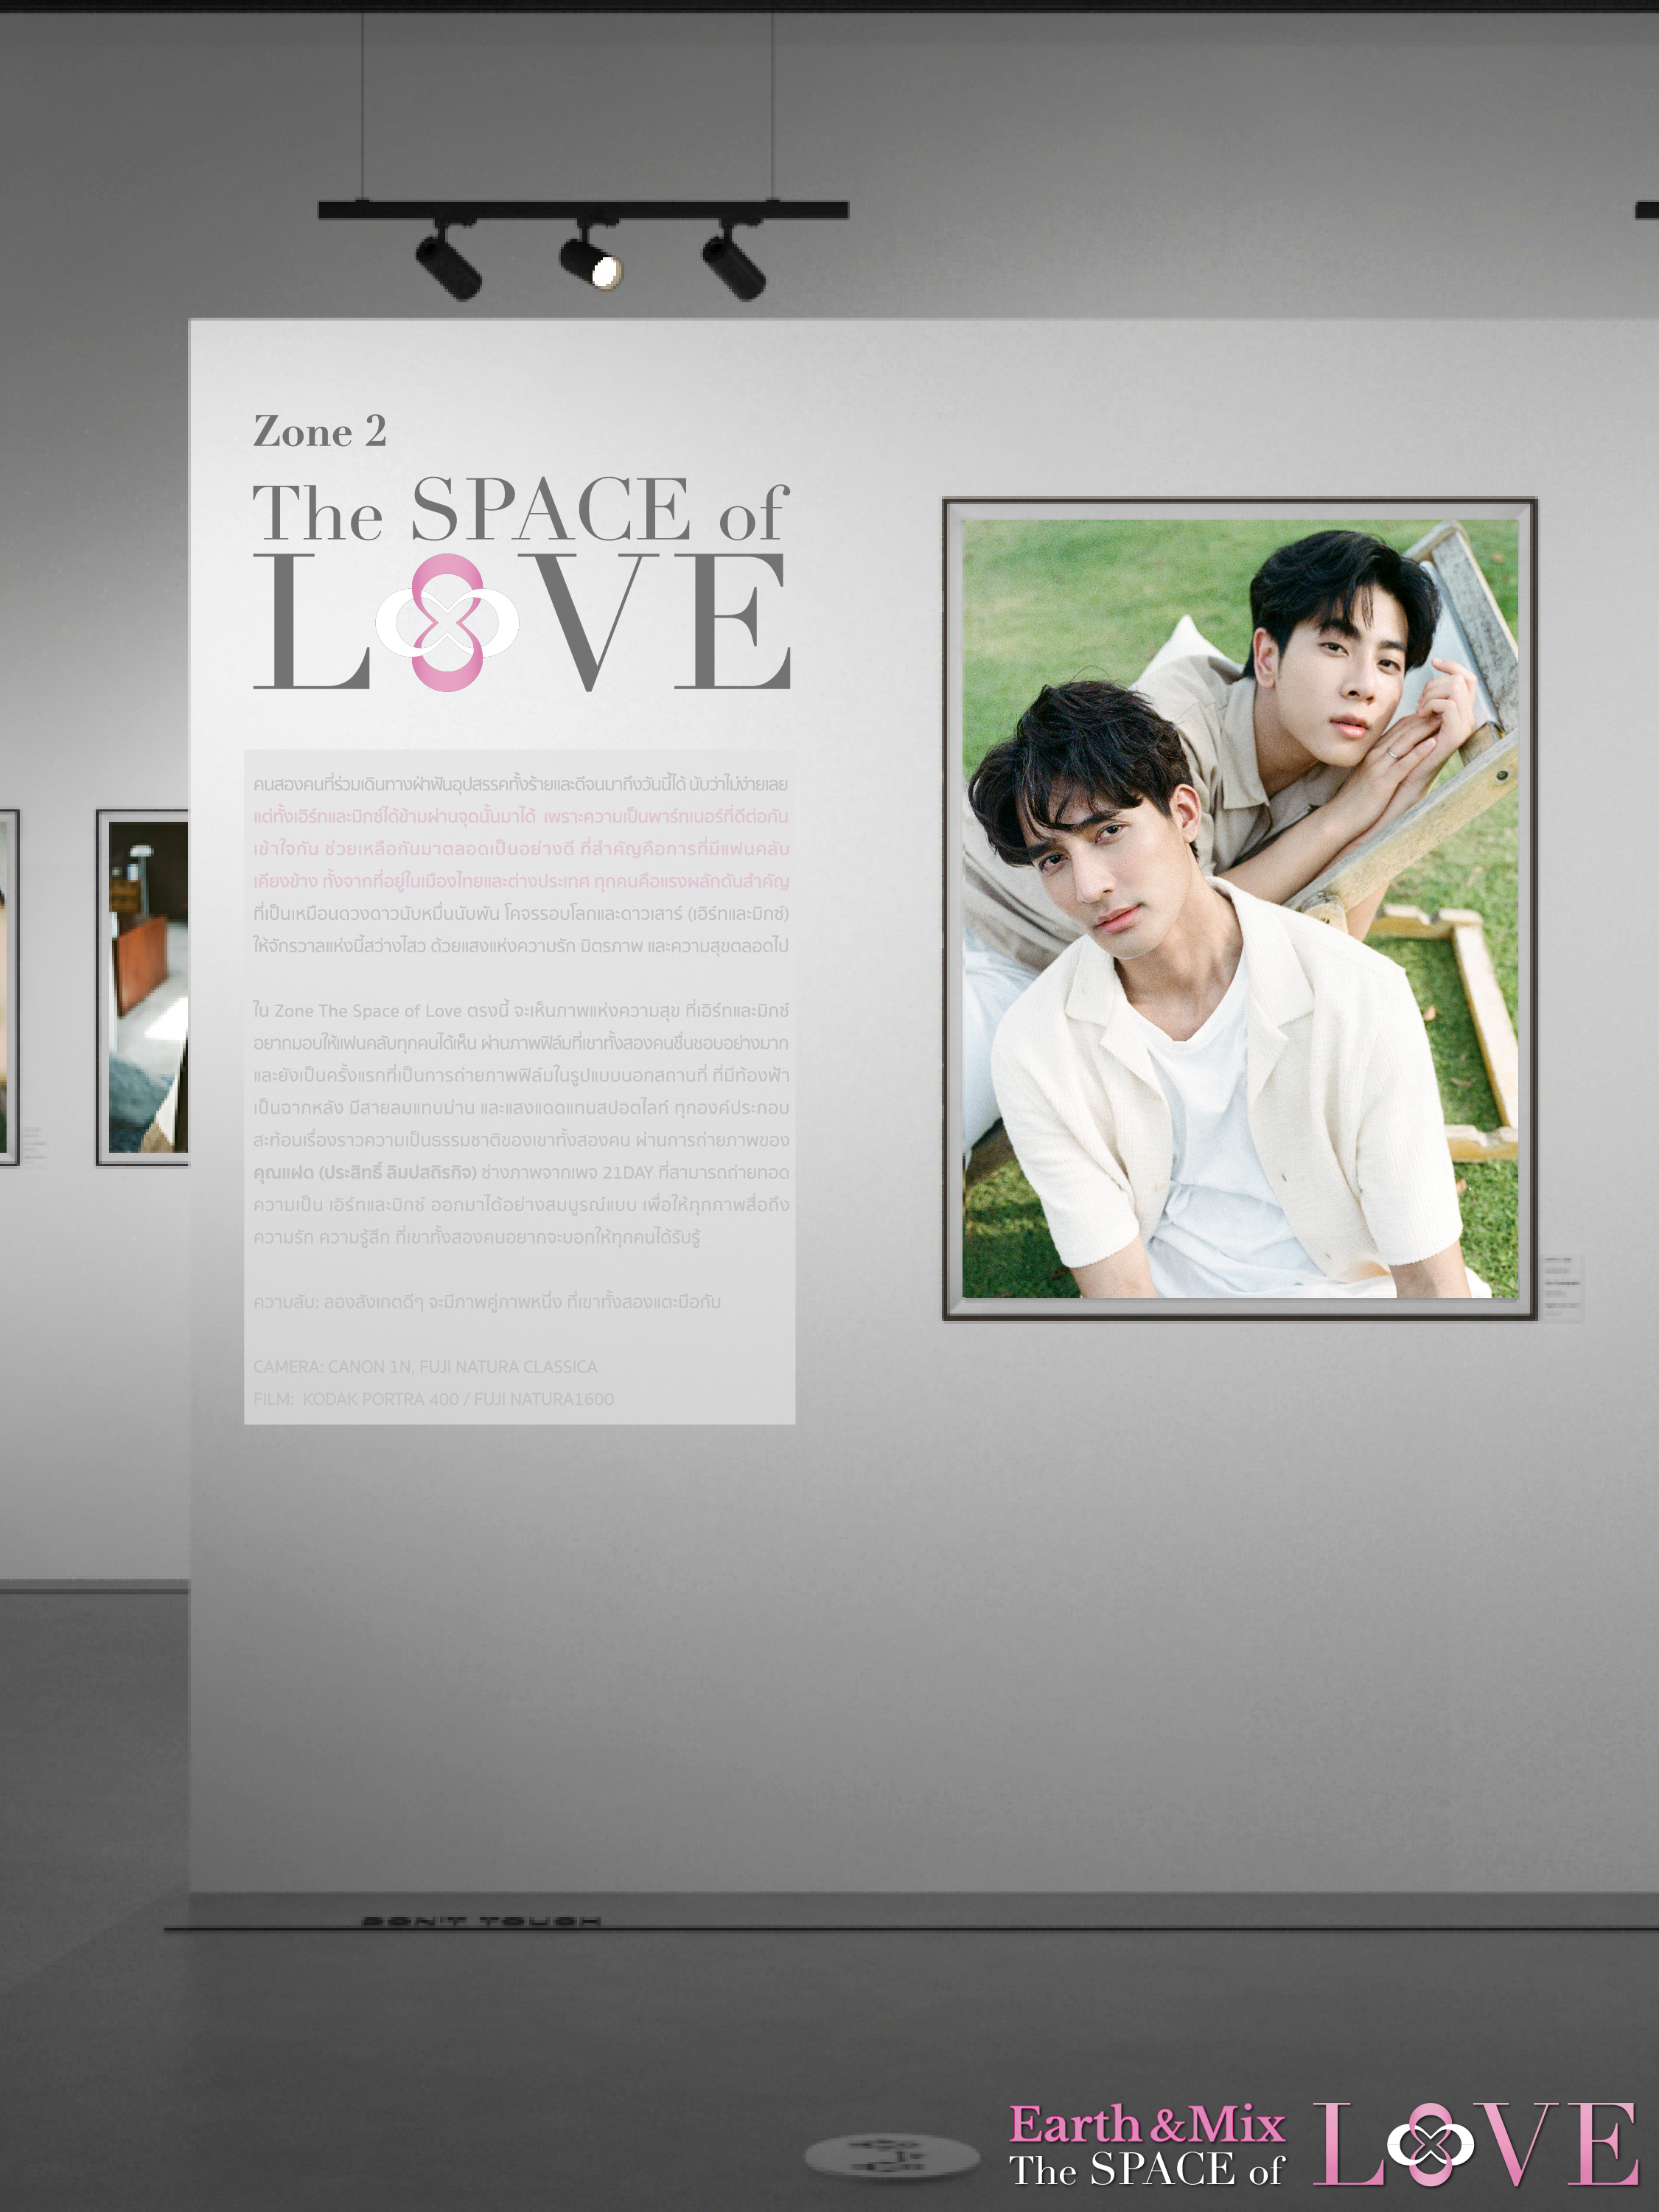 Zone 2
The SPACE of
LOVE
คนสองคนที่ร่วมเดินทางฝ่าฟันอุปสรรคทั้งร้ายและดีจนมาถึงวันนี้ได้ นับว่าไม่ง่ายเลย
แต่ทั้งเอิร์ทและมิกซ์ได้ข้ามผ่านจุดนั้นมาได้ เพราะความเป็นพาร์ทเนอร์ที่ดีต่อกัน
เข้าใจกัน ช่วยเหลือกันมาตลอดเป็นอย่างดี ที่สำคัญคือการที่มีแฟนคลับ
เคียงข้าง ทั้งจากที่อยู่ในเมืองไทยและต่างประเทศ ทุกคนคือแรงผลักดันสำคัญ
ที่เป็นเหมือนดวงดาวนับหมื่นนับพัน โคจรรอบโลกและดาวเสาร์ (เอิร์ทและมิกซ์)
ให้จักรวาลแห่งนี้สว่างไสว ด้วยแสงแห่งความรัก มิตรภาพ และความสุขตลอดไป
ใน Zone The Space of Love ตรงนี้ จะเห็นภาพแห่งความสุข ที่เอิร์ทและมิกซ์
อยากมอบให้แฟนคลับทุกคนได้เห็น ผ่านภาพฟิล์มที่เขาทั้งสองคนชื่นชอบอย่างมาก
และยังเป็นครั้งแรกที่เป็นการถ่ายภาพฟิล์มในรูปแบบนอกสถานที่ ที่มีท้องฟ้า
เป็นฉากหลัง มีสายลมแทนม่าน และแสงแดดแทนสปอตไลท์ ทุกองค์ประกอบ
สะท้อนเรื่องราวความเป็นธรรมชาติของเขาทั้งสองคน ผ่านการถ่ายภาพของ
คุณแฝด (ประสิทธิ์ ลิมปสถิรกิจ) ช่างภาพจากเพจ 21DAY ที่สามารถถ่ายทอด
ความเป็น เอิร์ทและมิกซ์ ออกมาได้อย่างสมบูรณ์แบบ เพื่อให้ทุกภาพสื่อถึง
ความรัก ความรู้สึก ที่เขาทั้งสองคนอยากจะบอกให้ทุกคนได้รับรู้
ความลับ: ลองสังเกตดีๆ จะมีภาพคู่ภาพหนึ่ง ที่เขาทั้งสองแตะมือกัน
CAMERA: CANON 1N, FUJI NATURA CLASSICA
FILM: KODAK PORTRA 400 / FUJI NATURA1600
DON'T TOUCH
Earth & Mix
The SPACE of
LOVE